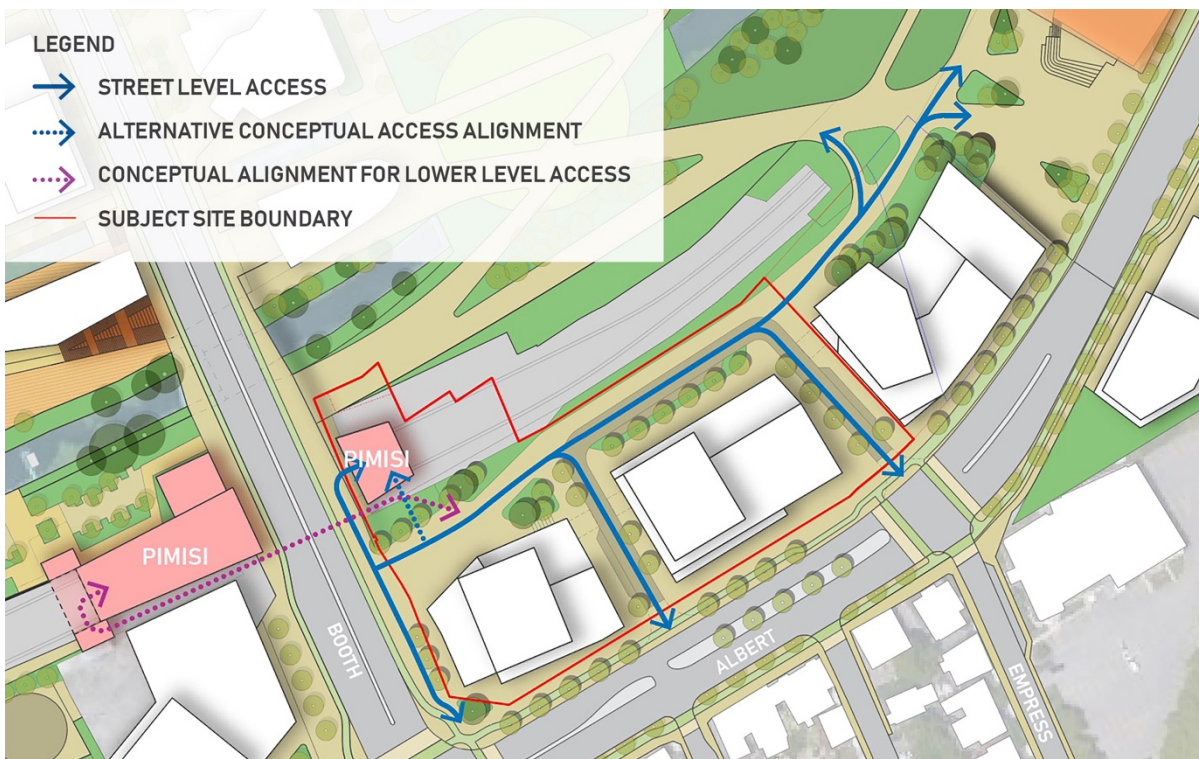 LEGEND
STREET LEVEL ACCESS
ALTERNATIVE CONCEPTUAL ACCESS ALIGNMENT
CONCEPTUAL ALIGNMENT FOR LOWER LEVEL ACCESS
SUBJECT SITE BOUNDARY
PIMISI
PIMISI
BOOTH
ALBERT
EMPRESS